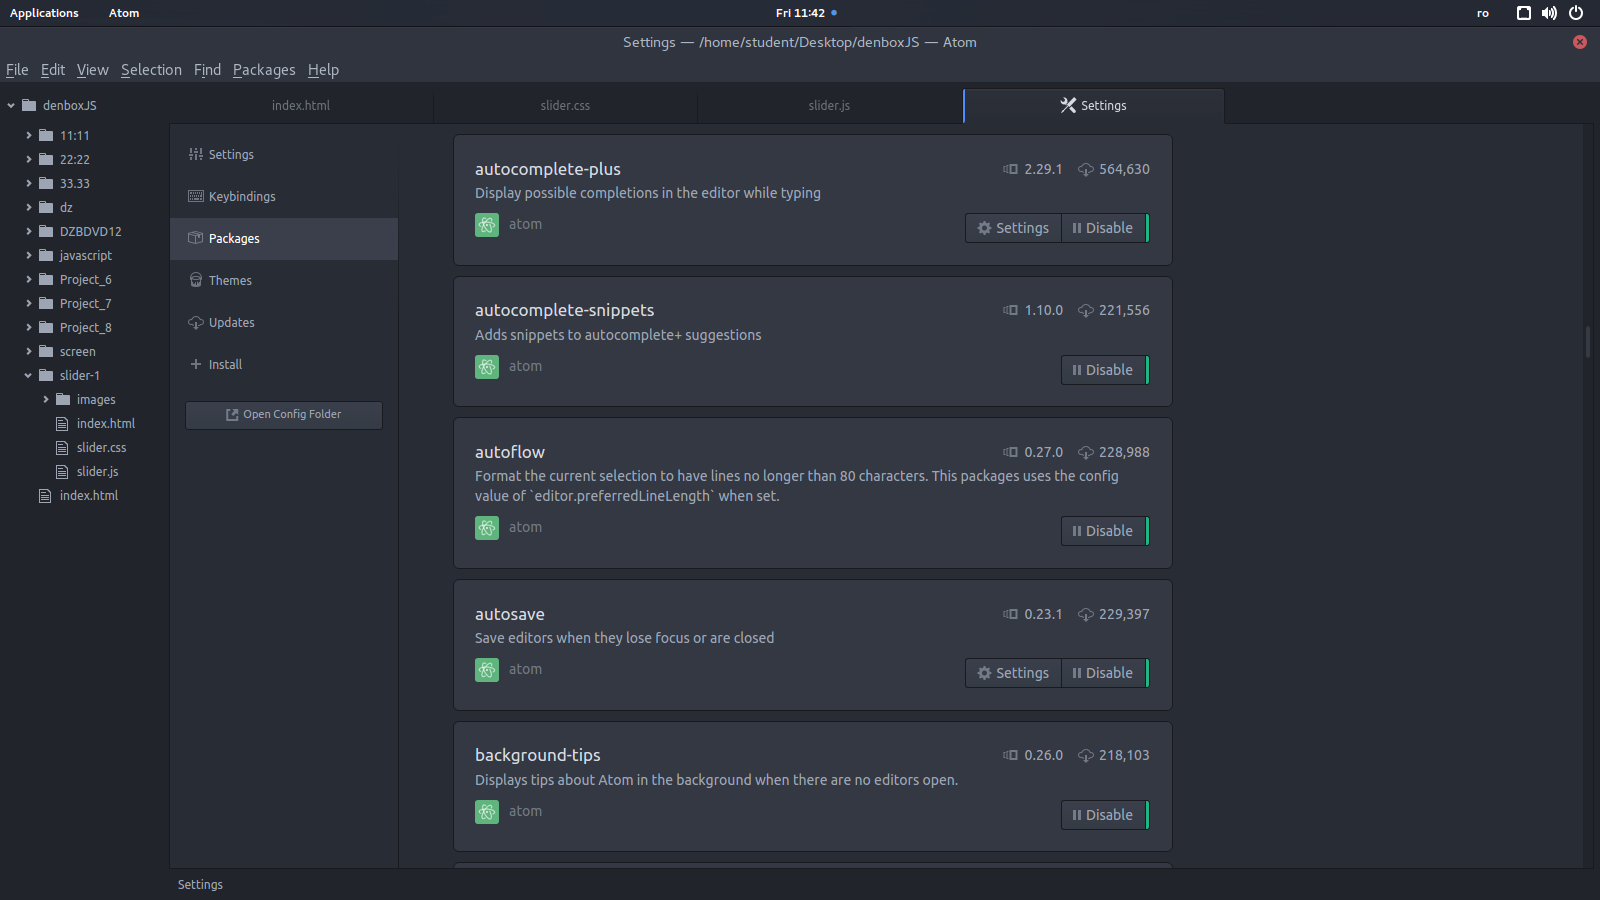 Applications Atom Fri 11:42 ro
Settings — /home/student/Desktop/denboxJS — Atom
File Edit View Selection Find Packages Help
denboxJS
11:11
22:22
33.33
dz
DZBDVD12
javascript
Project_6
Project_7
Project_8
screen
slider-1
images
index.html
slider.css
slider.js
index.html
index.html slider.css slider.js Settings
Settings
Keybindings
Packages
Themes
Updates
Install
Open Config Folder
autocomplete-plus 2.29.1 564,630
Display possible completions in the editor while typing
atom Settings Disable
autocomplete-snippets 1.10.0 221,556
Adds snippets to autocomplete+ suggestions
atom Disable
autoflow 0.27.0 228,988
Format the current selection to have lines no longer than 80 characters. This packages uses the config
value of `editor.preferredLineLength` when set.
atom Disable
autosave 0.23.1 229,397
Save editors when they lose focus or are closed
atom Settings Disable
background-tips 0.26.0 218,103
Displays tips about Atom in the background when there are no editors open.
atom Disable
Settings